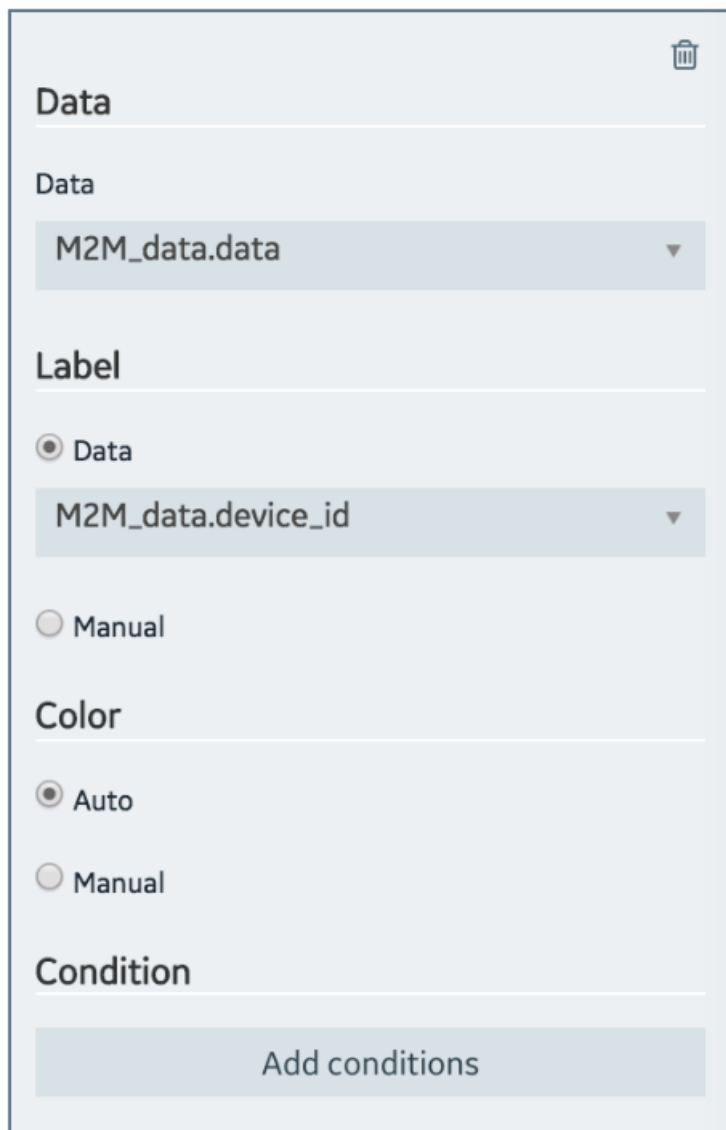 Data
Data
M2M_data.data
Label
Data
M2M_data.device_id
Manual
Color
Auto
Manual
Condition
Add conditions